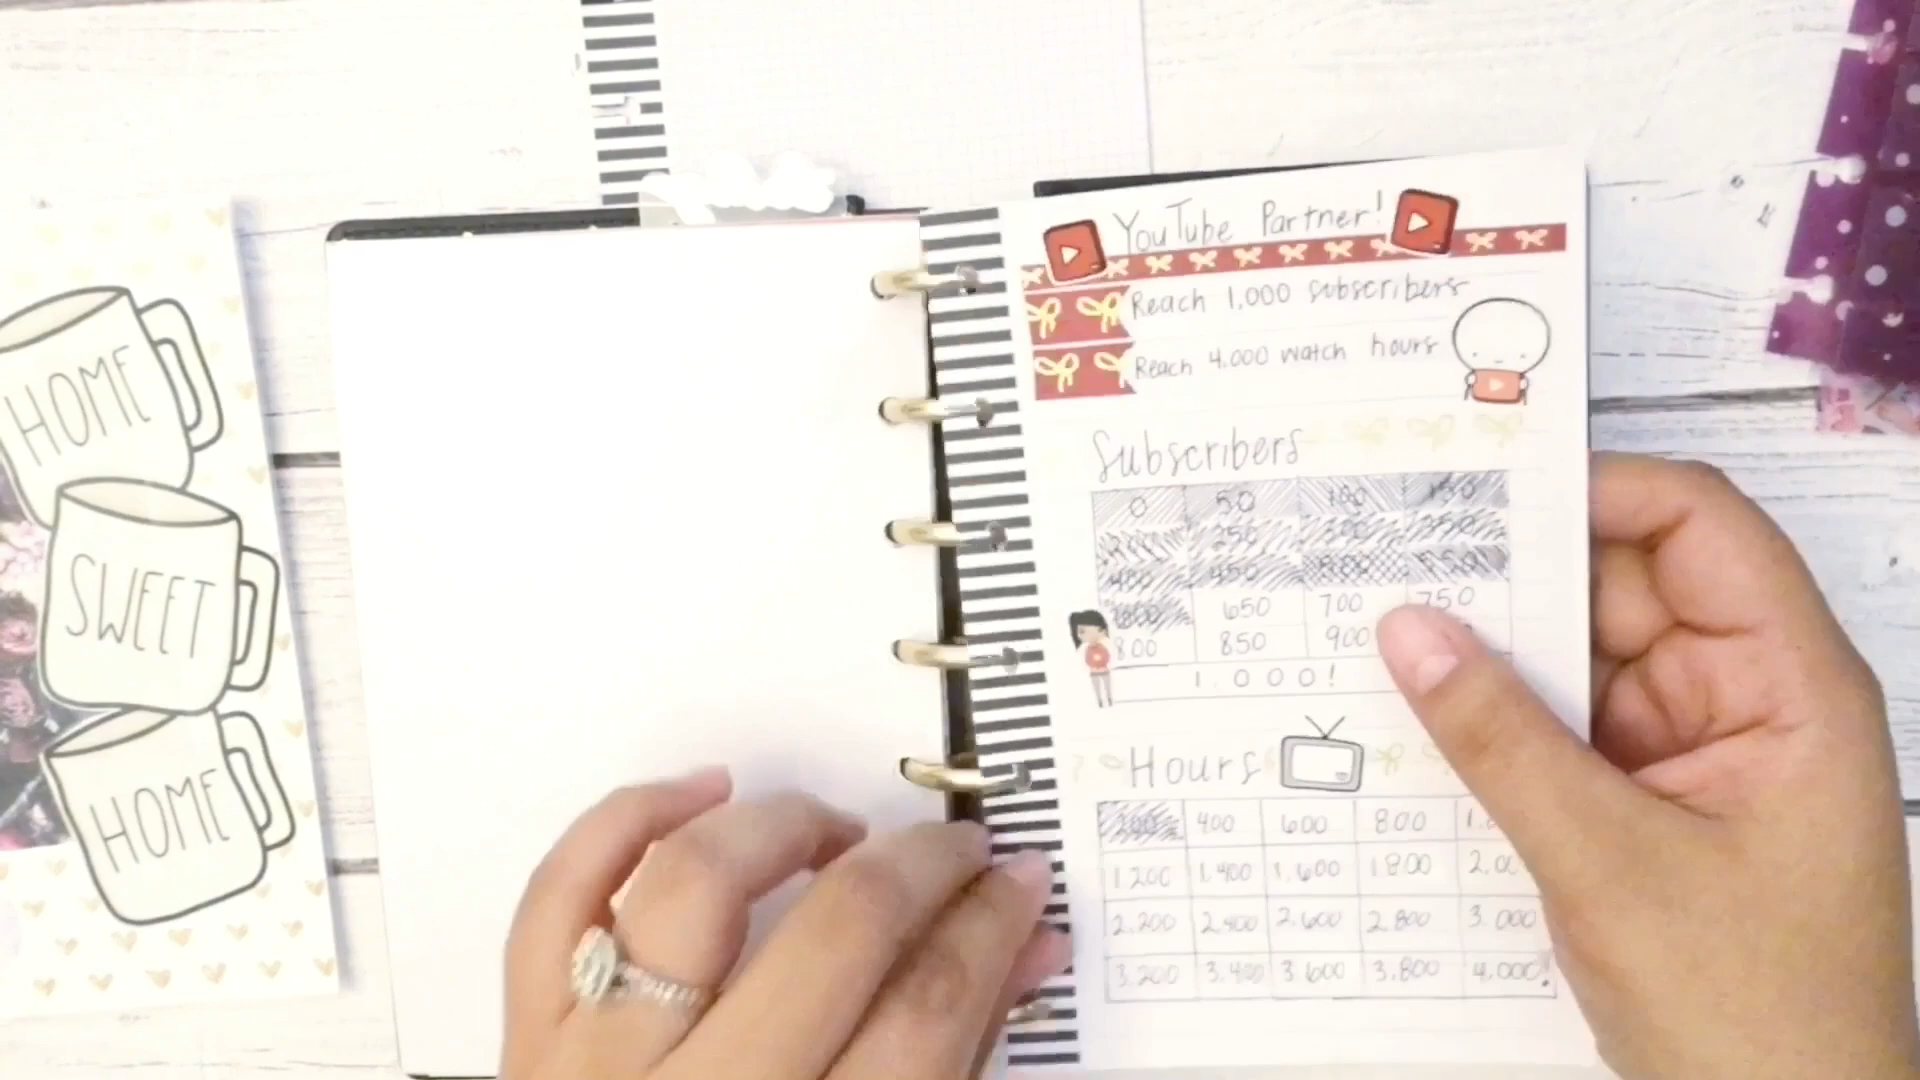 HOME
SWEET
HOME
YouTube Partner!
Reach 1,000 subscribers
Reach 4,000 watch hours
Subscribers
0 50 100 150
250 300 350
400 450 500 550
600 650 700 750
800 850 900
1,000!
Hours
200 400 600 800
1,200 1,400 1,600 1,800
2,200 2,400 2,600 2,800 3,000
3,200 3,400 3,600 3,800 4,000!